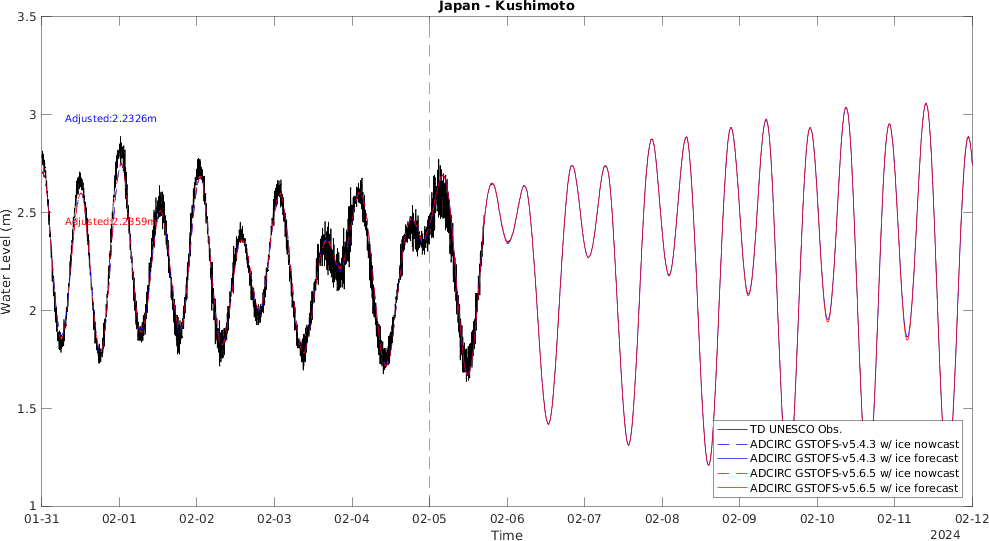 Japan - Kushimoto
3.5
3
2.5
2
1.5
1
Water Level (m)
Adjusted:2.2326m
Adjusted:2.2359m
TD UNESCO Obs.
ADCIRC GSTOFS-v5.4.3 w/ ice nowcast
ADCIRC GSTOFS-v5.4.3 w/ ice forecast
ADCIRC GSTOFS-v5.6.5 w/ ice nowcast
ADCIRC GSTOFS-v5.6.5 w/ ice forecast
01-31 02-01 02-02 02-03 02-04 02-05 02-06 02-07 02-08 02-09 02-10 02-11 02-12
Time
2024